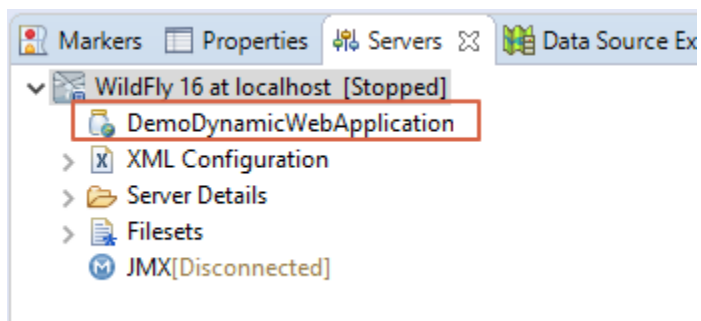 Markers Properties Servers Data Source Ex
WildFly 16 at localhost [Stopped]
DemoDynamicWebApplication
X XML Configuration
Server Details
Filesets
M JMX[Disconnected]